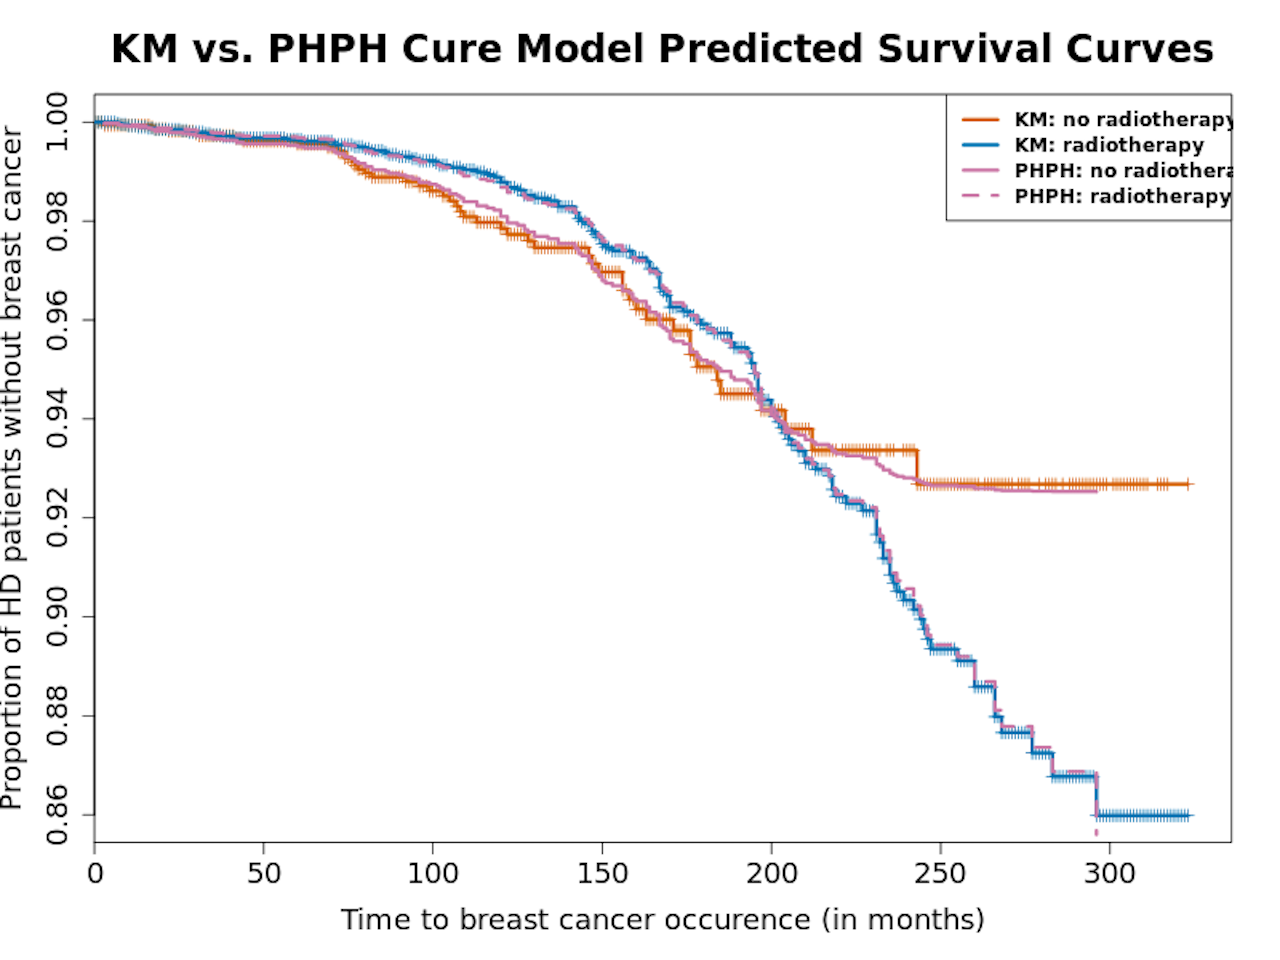 KM vs. PHPH Cure Model Predicted Survival Curves
Proportion of HD patients without breast cancer
1.00
0.98
0.96
0.94
0.92
0.90
0.88
0.86
KM: no radiotherapy
KM: radiotherapy
PHPH: no radiothera
PHPH: radiotherapy
0 50 100 150 200 250 300
Time to breast cancer occurence (in months)